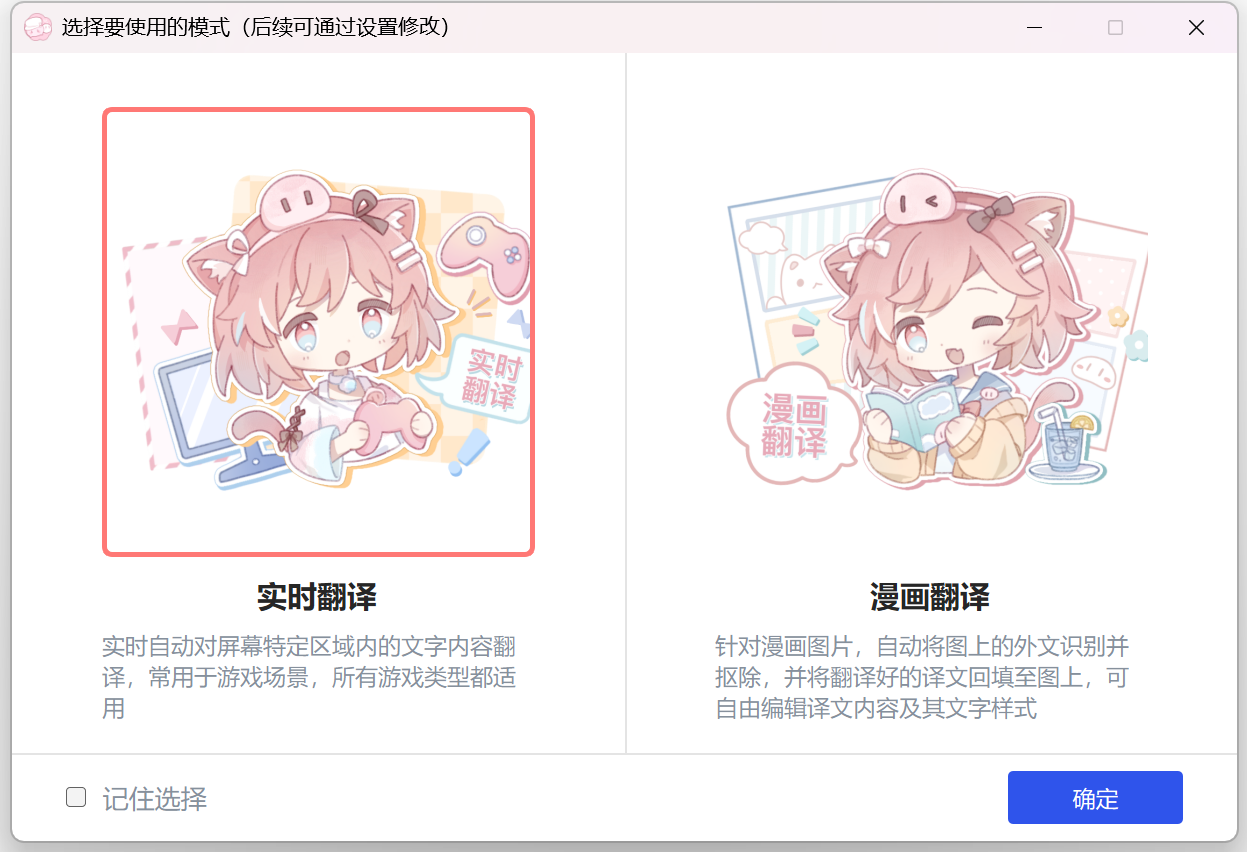 选择要使用的模式（后续可通过设置修改）
实时
翻译
漫画
翻译
实时翻译
实时自动对屏幕特定区域内的文字内容翻
译，常用于游戏场景，所有游戏类型都适
用
漫画翻译
针对漫画图片，自动将图上的外文识别并
抠除，并将翻译好的译文回填至图上，可
自由编辑译文内容及其文字样式
记住选择
确定